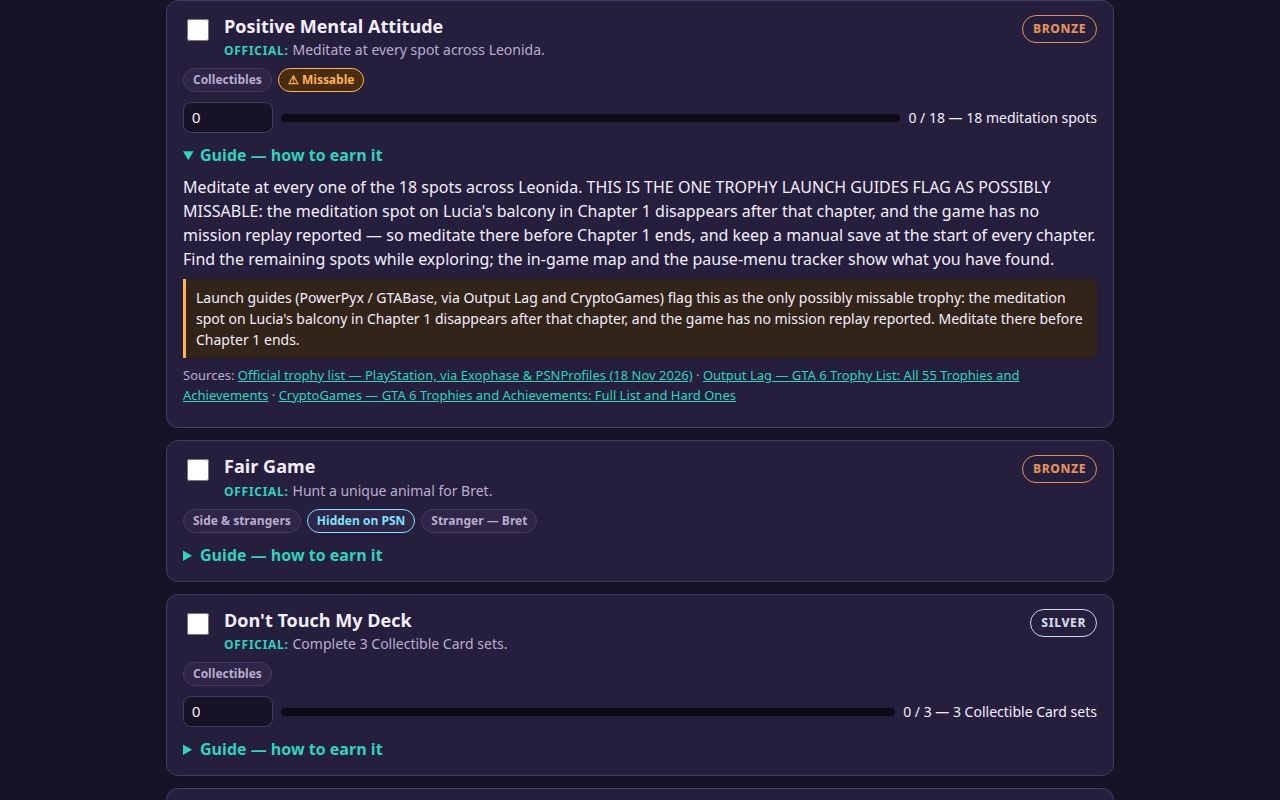 Positive Mental Attitude
BRONZE
OFFICIAL: Meditate at every spot across Leonida.
Collectibles
⚠ Missable
0
0 / 18 — 18 meditation spots
▼ Guide — how to earn it
Meditate at every one of the 18 spots across Leonida. THIS IS THE ONE TROPHY LAUNCH GUIDES FLAG AS POSSIBLY
MISSABLE: the meditation spot on Lucia's balcony in Chapter 1 disappears after that chapter, and the game has no
mission replay reported — so meditate there before Chapter 1 ends, and keep a manual save at the start of every chapter.
Find the remaining spots while exploring; the in-game map and the pause-menu tracker show what you have found.
Launch guides (PowerPyx / GTABase, via Output Lag and CryptoGames) flag this as the only possibly missable trophy: the meditation
spot on Lucia's balcony in Chapter 1 disappears after that chapter, and the game has no mission replay reported. Meditate there before
Chapter 1 ends.
Sources: Official trophy list — PlayStation, via Exophase & PSNProfiles (18 Nov 2026) · Output Lag — GTA 6 Trophy List: All 55 Trophies and
Achievements · CryptoGames — GTA 6 Trophies and Achievements: Full List and Hard Ones
Fair Game
BRONZE
OFFICIAL: Hunt a unique animal for Bret.
Side & strangers
Hidden on PSN
Stranger — Bret
▶ Guide — how to earn it
Don't Touch My Deck
SILVER
OFFICIAL: Complete 3 Collectible Card sets.
Collectibles
0
0 / 3 — 3 Collectible Card sets
▶ Guide — how to earn it